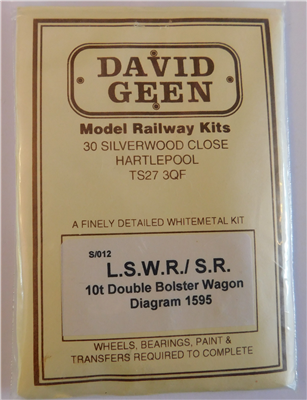 DAVID
GEEN
Model Railway Kits
30 SILVERWOOD CLOSE
HARTLEPOOL
TS27 3QF
A FINELY DETAILED WHITEMETAL KIT
S/012
L.S.W.R./ S.R.
10t Double Bolster Wagon
Diagram 1595
WHEELS, BEARINGS, PAINT &
TRANSFERS REQUIRED TO COMPLETE